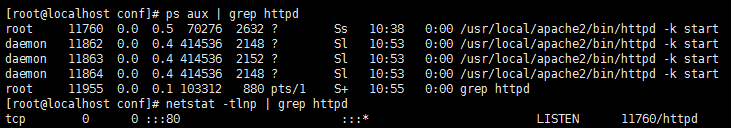 [root@localhost conf]# ps aux | grep httpd
root     11760  0.0  0.5  70276  2632 ?        Ss   10:38   0:00 /usr/local/apache2/bin/httpd -k start
daemon   11862  0.0  0.4 414536  2148 ?        Sl   10:53   0:00 /usr/local/apache2/bin/httpd -k start
daemon   11863  0.0  0.4 414536  2152 ?        Sl   10:53   0:00 /usr/local/apache2/bin/httpd -k start
daemon   11864  0.0  0.4 414536  2148 ?        Sl   10:53   0:00 /usr/local/apache2/bin/httpd -k start
root     11955  0.0  0.1 103312   880 pts/1    S+   10:55   0:00 grep httpd
[root@localhost conf]# netstat -tlnp | grep httpd
tcp        0      0 :::80                       :::*                        LISTEN      11760/httpd